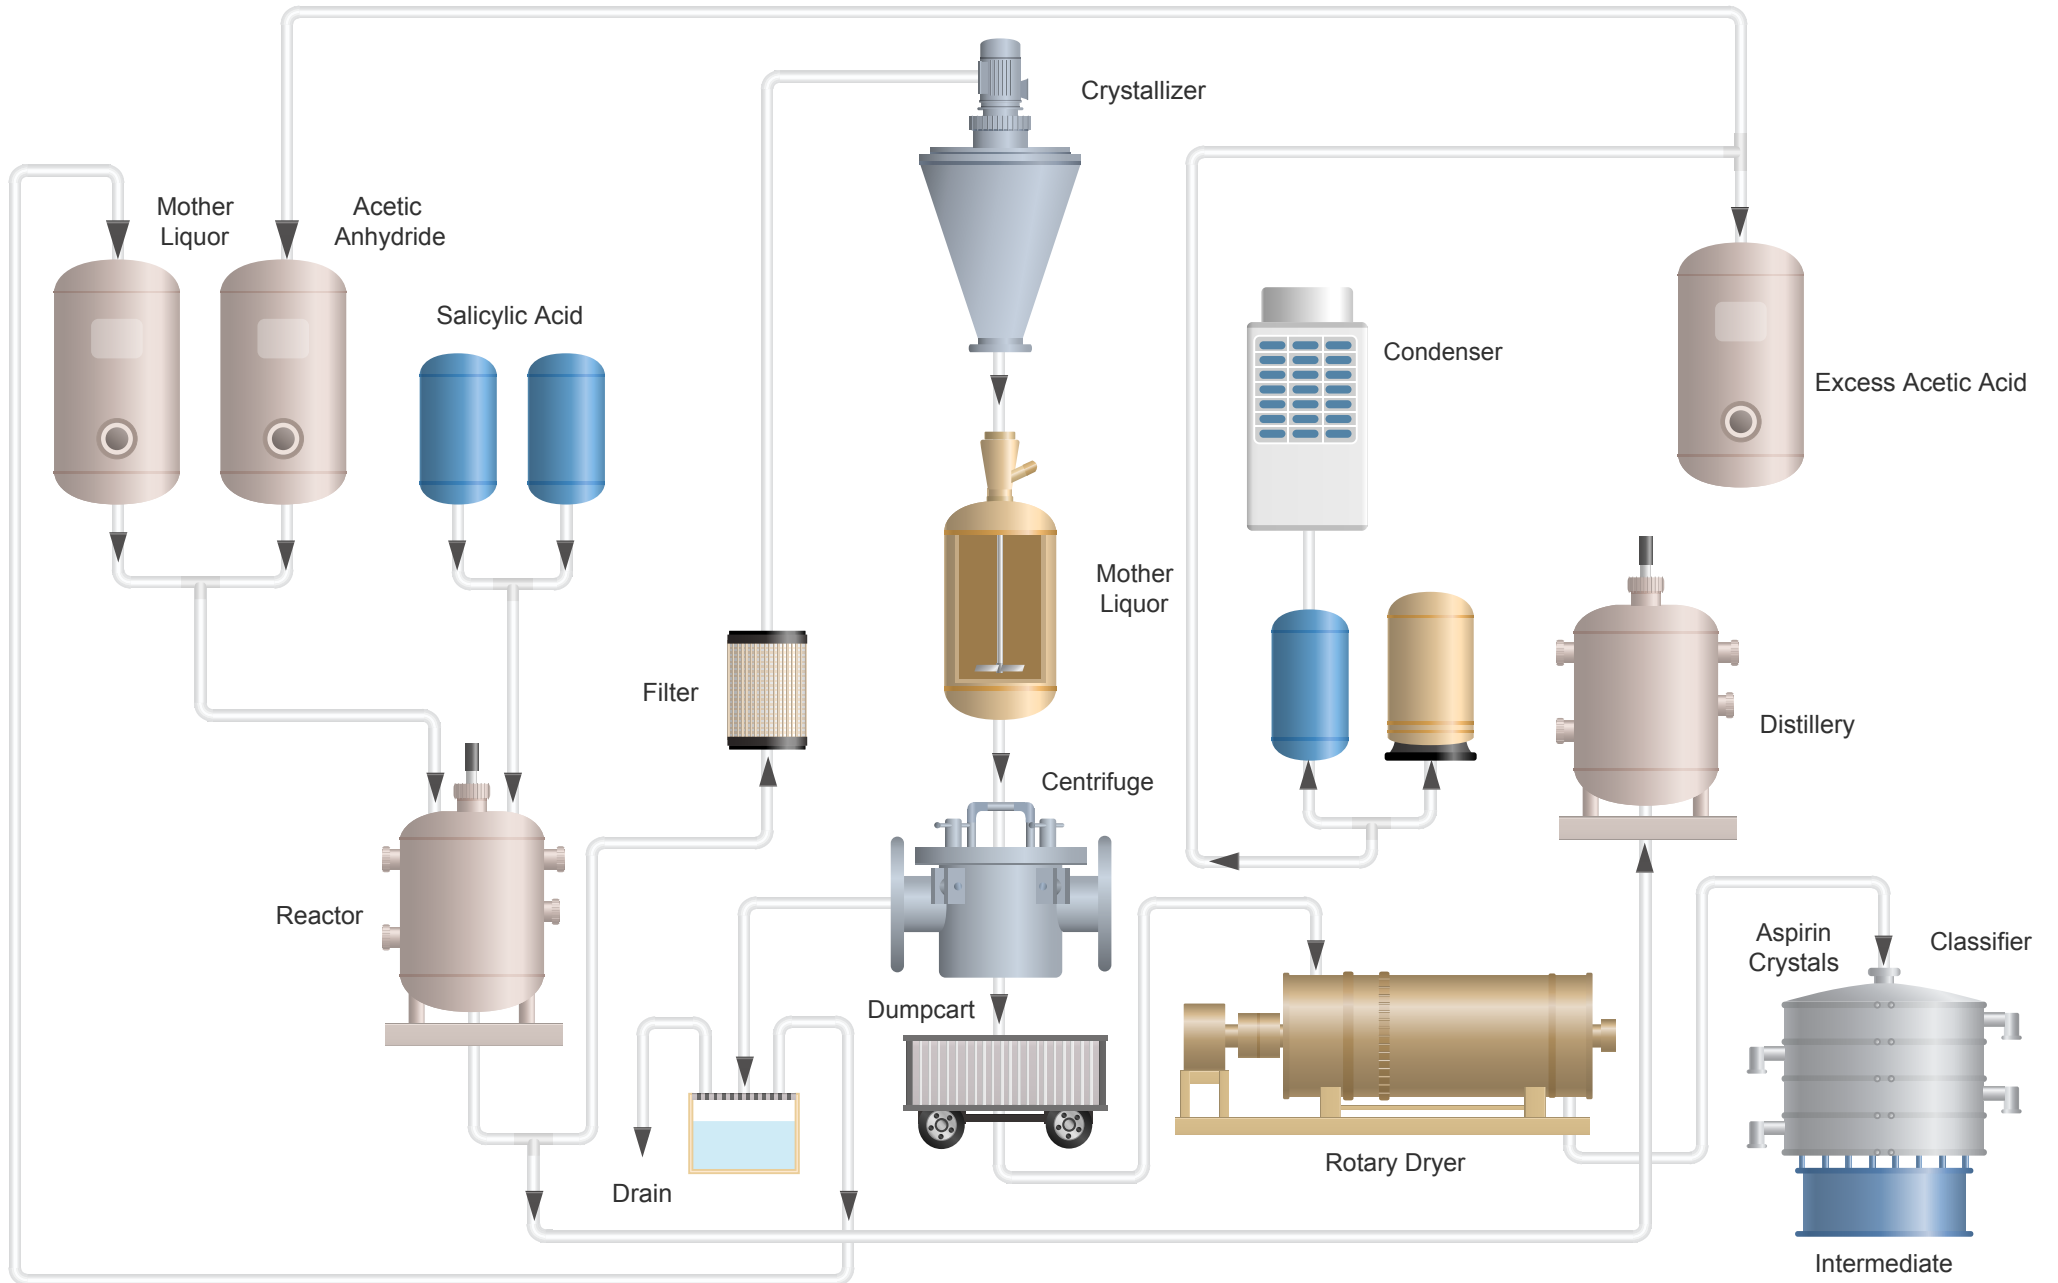 Crystallizer
Mother
Liquor
Acetic
Anhydride
Salicylic Acid
Condenser
Excess Acetic Acid
Mother
Liquor
Filter
Distillery
Centrifuge
Reactor
Aspirin
Crystals
Classifier
Dumpcart
Rotary Dryer
Drain
Intermediate